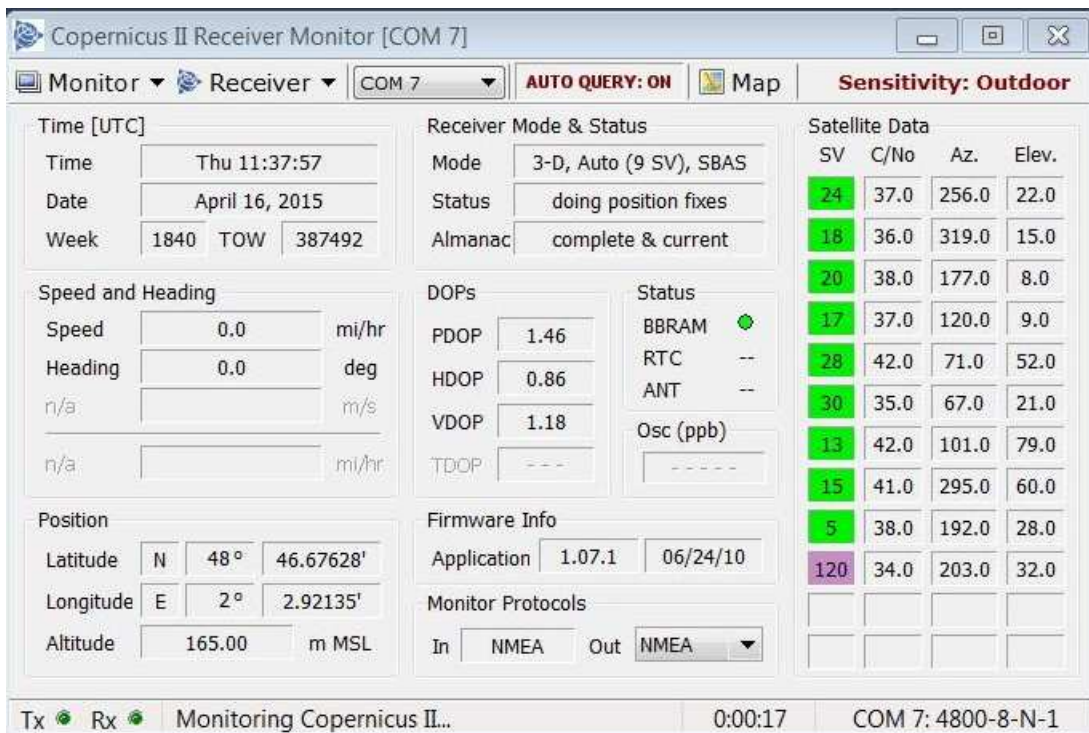 Copernicus II Receiver Monitor [COM 7]
Monitor Receiver COM 7 AUTO QUERY: ON Map Sensitivity: Outdoor
Time [UTC]
Time Thu 11:37:57
Date April 16, 2015
Week 1840 TOW 387492
Receiver Mode & Status
Mode 3-D, Auto (9 SV), SBAS
Status doing position fixes
Almanac complete & current
Speed and Heading
Speed 0.0 mi/hr
Heading 0.0 deg
n/a m/s
n/a mi/hr
DOPs
PDOP 1.46
HDOP 0.86
VDOP 1.18
TDOP ---
Status
BBRAM
RTC --
ANT --
Osc (ppb)
-----
Position
Latitude N 48° 46.67628'
Longitude E 2° 2.92135'
Altitude 165.00 m MSL
Firmware Info
Application 1.07.1 06/24/10
Monitor Protocols
In NMEA Out NMEA
Satellite Data
SV C/No Az. Elev.
24 37.0 256.0 22.0
18 36.0 319.0 15.0
20 38.0 177.0 8.0
17 37.0 120.0 9.0
28 42.0 71.0 52.0
30 35.0 67.0 21.0
13 42.0 101.0 79.0
15 41.0 295.0 60.0
5 38.0 192.0 28.0
120 34.0 203.0 32.0
Tx Rx Monitoring Copernicus II... 0:00:17 COM 7: 4800-8-N-1